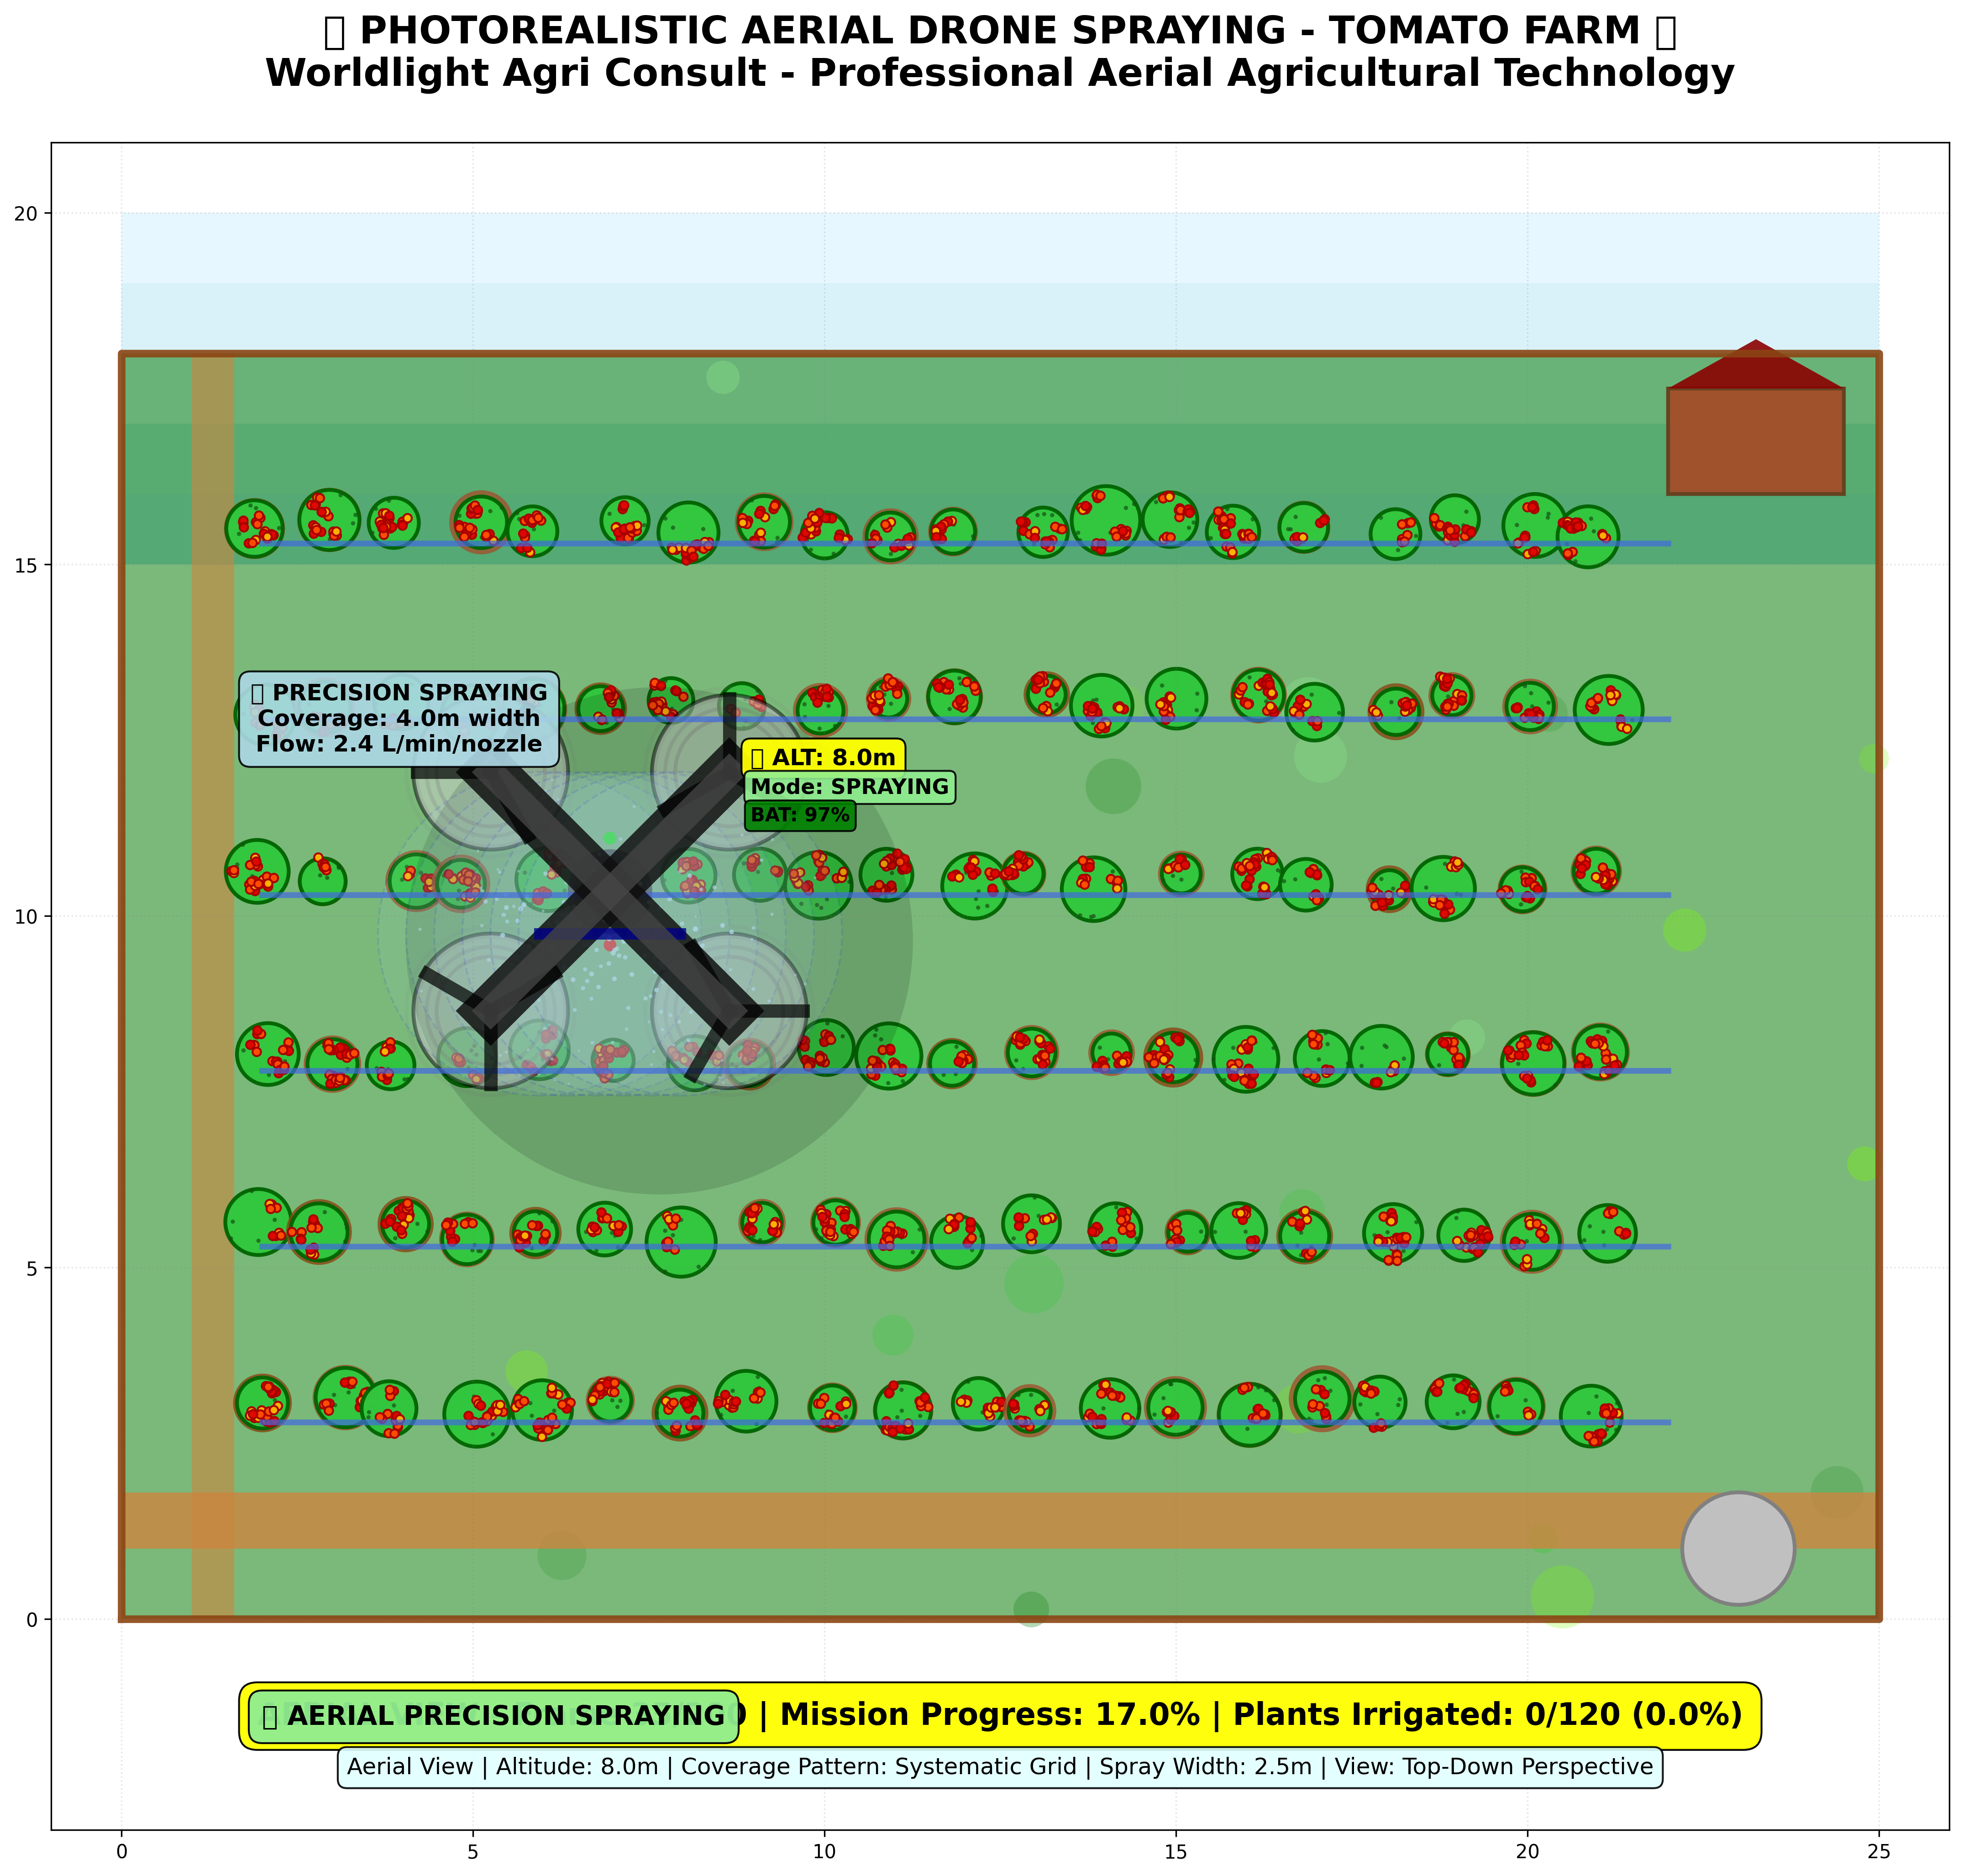 PHOTOREALISTIC AERIAL DRONE SPRAYING - TOMATO FARM
Worldlight Agri Consult - Professional Aerial Agricultural Technology
20
15
10
5
0
PRECISION SPRAYING
Coverage: 4.0m width
Flow: 2.4 L/min/nozzle
ALT: 8.0m
Mode: SPRAYING
BAT: 97%
AERIAL PRECISION SPRAYING
0 | Mission Progress: 17.0% | Plants Irrigated: 0/120 (0.0%)
Aerial View | Altitude: 8.0m | Coverage Pattern: Systematic Grid | Spray Width: 2.5m | View: Top-Down Perspective
0 5 10 15 20 25